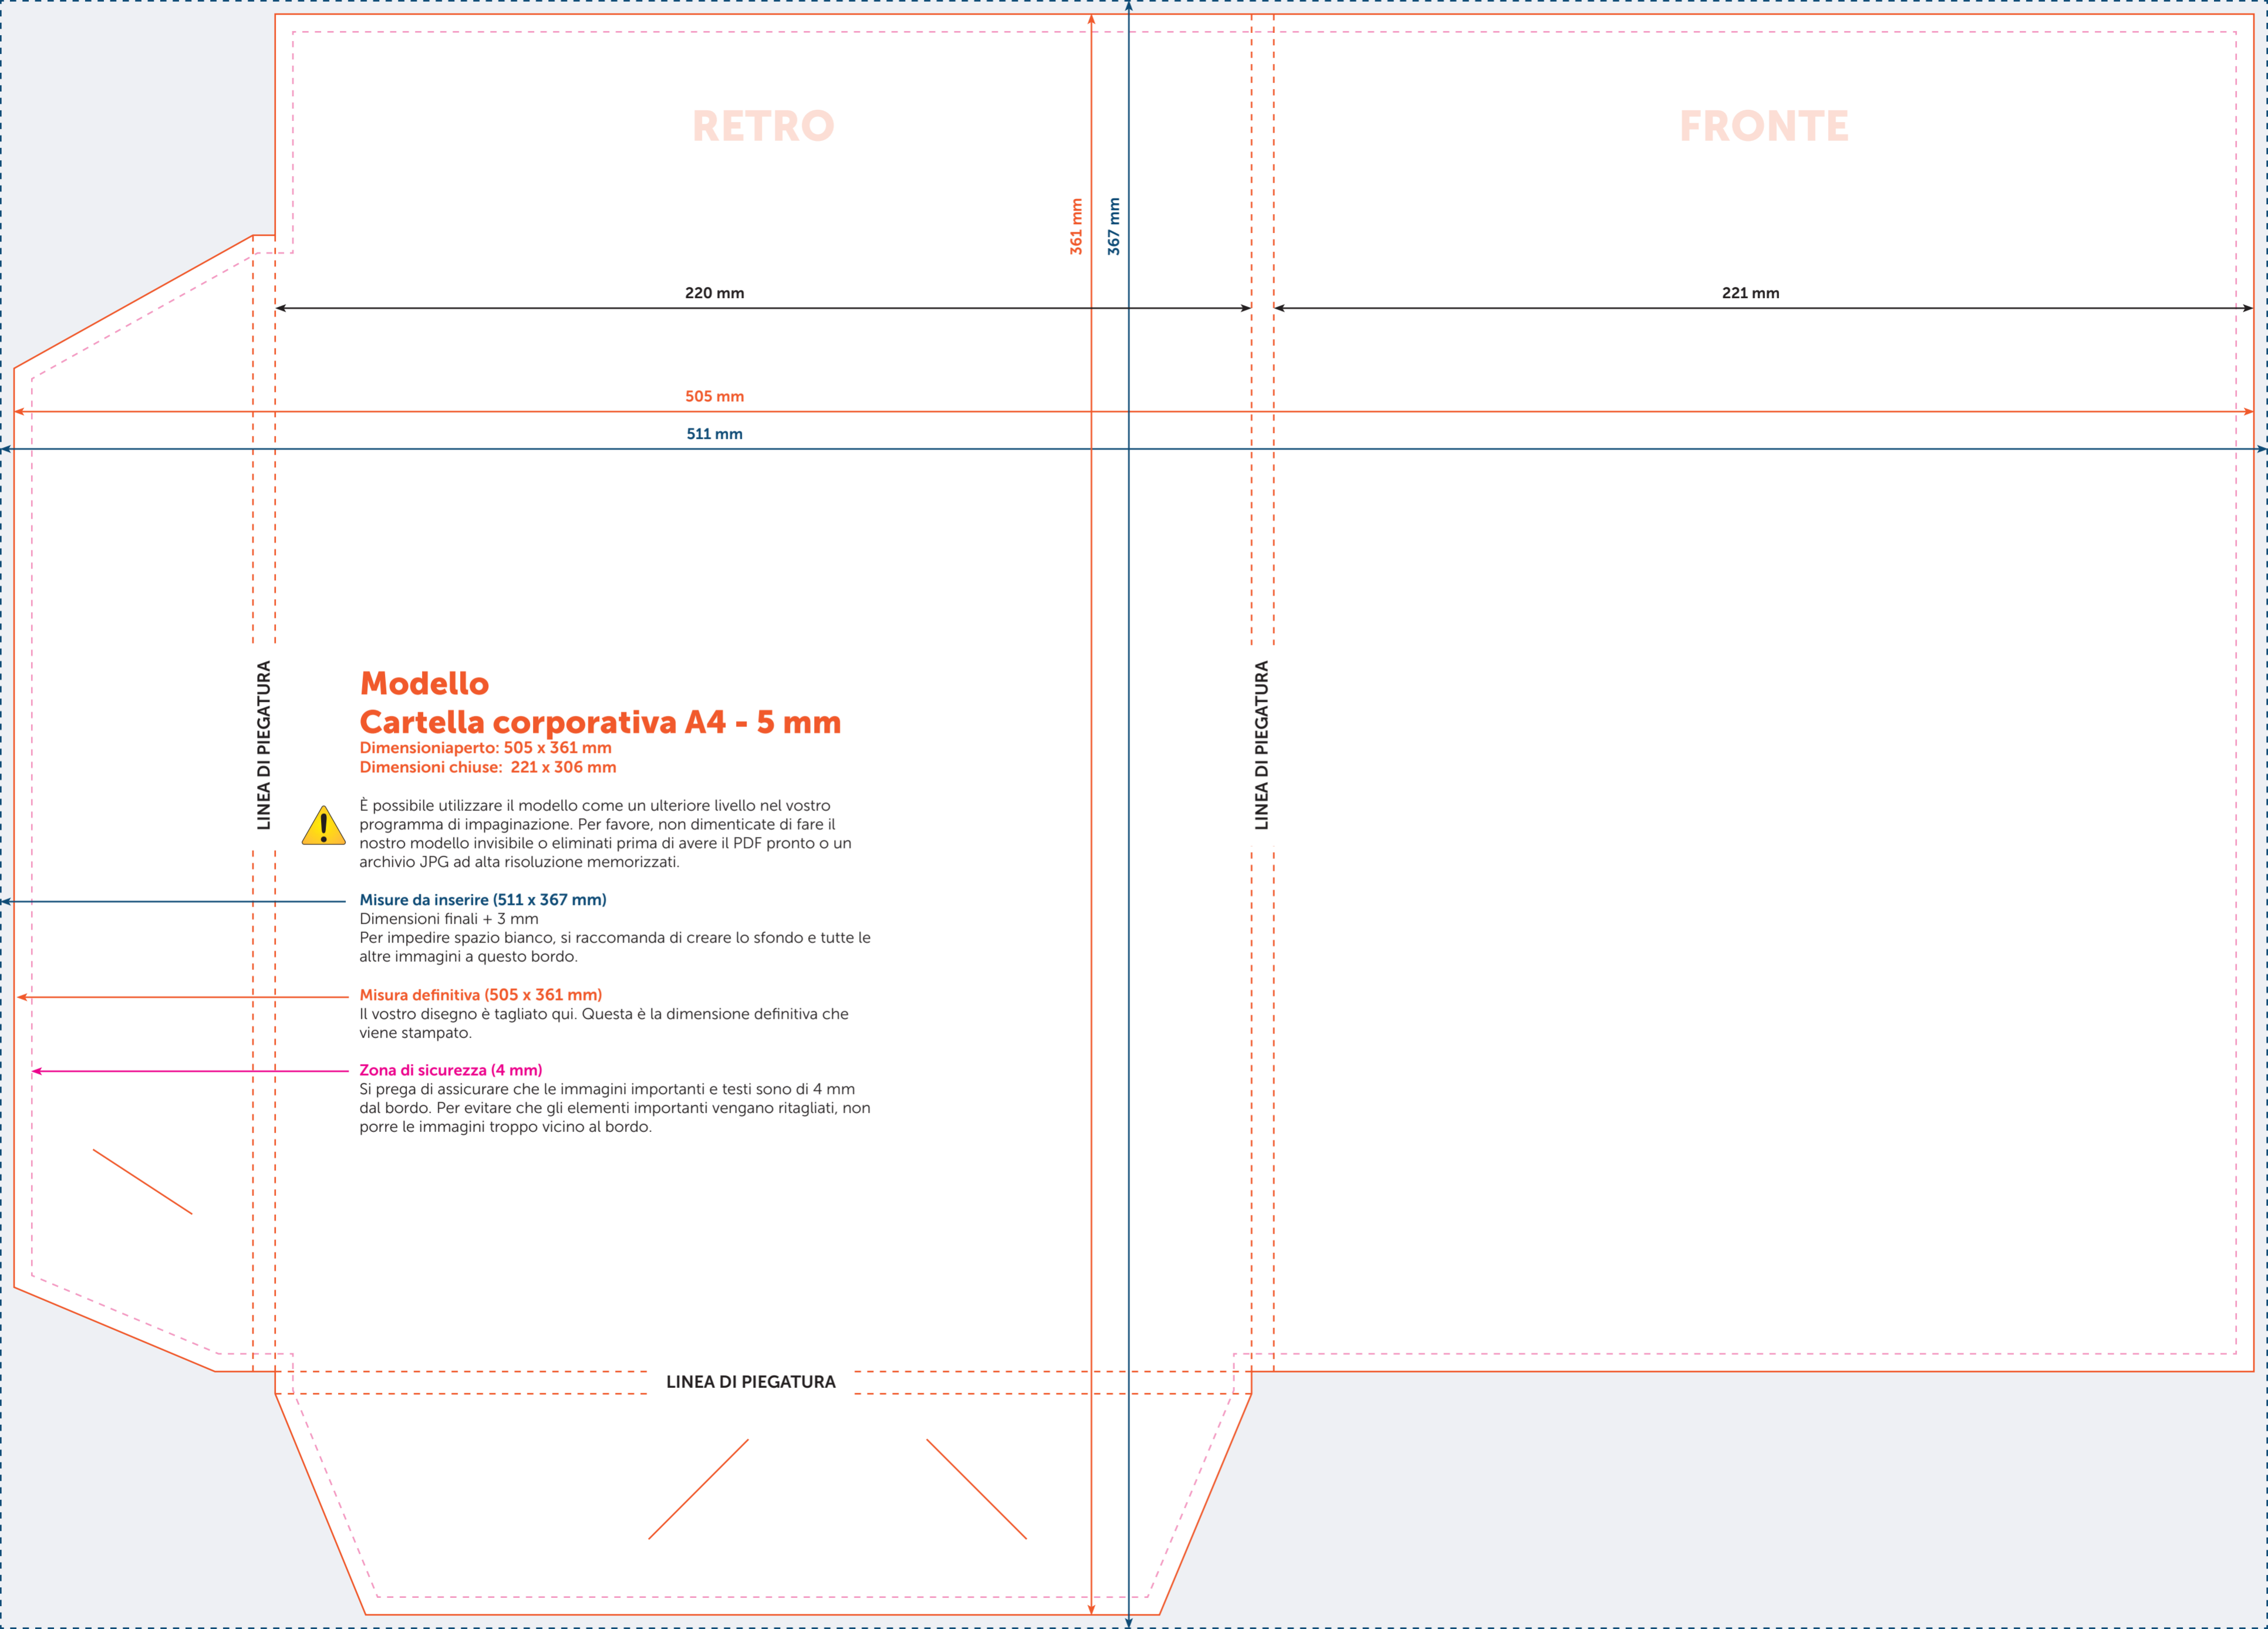 RETRO
FRONTE
361 mm
367 mm
220 mm
221 mm
505 mm
511 mm
LINEA DI PIEGATURA
LINEA DI PIEGATURA
Modello
Cartella corporativa A4 - 5 mm
Dimensioniaperto: 505 x 361 mm
Dimensioni chiuse: 221 x 306 mm
È possibile utilizzare il modello come un ulteriore livello nel vostro
programma di impaginazione. Per favore, non dimenticate di fare il
nostro modello invisibile o eliminati prima di avere il PDF pronto o un
archivio JPG ad alta risoluzione memorizzati.
Misure da inserire (511 x 367 mm)
Dimensioni finali + 3 mm
Per impedire spazio bianco, si raccomanda di creare lo sfondo e tutte le
altre immagini a questo bordo.
Misura definitiva (505 x 361 mm)
Il vostro disegno è tagliato qui. Questa è la dimensione definitiva che
viene stampato.
Zona di sicurezza (4 mm)
Si prega di assicurare che le immagini importanti e testi sono di 4 mm
dal bordo. Per evitare che gli elementi importanti vengano ritagliati, non
porre le immagini troppo vicino al bordo.
LINEA DI PIEGATURA